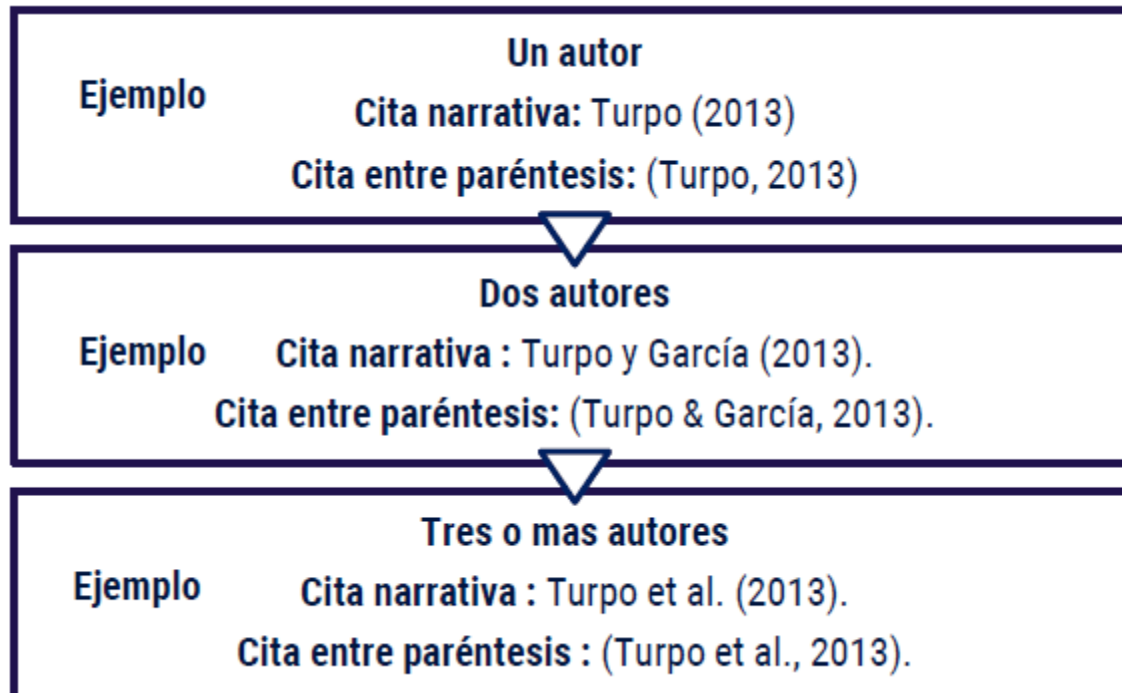 Un autor
Ejemplo
Cita narrativa: Turpo (2013)
Cita entre paréntesis: (Turpo, 2013)
Dos autores
Ejemplo
Cita narrativa : Turpo y García (2013).
Cita entre paréntesis: (Turpo & García, 2013).
Tres o mas autores
Ejemplo
Cita narrativa : Turpo et al. (2013).
Cita entre paréntesis : (Turpo et al., 2013).